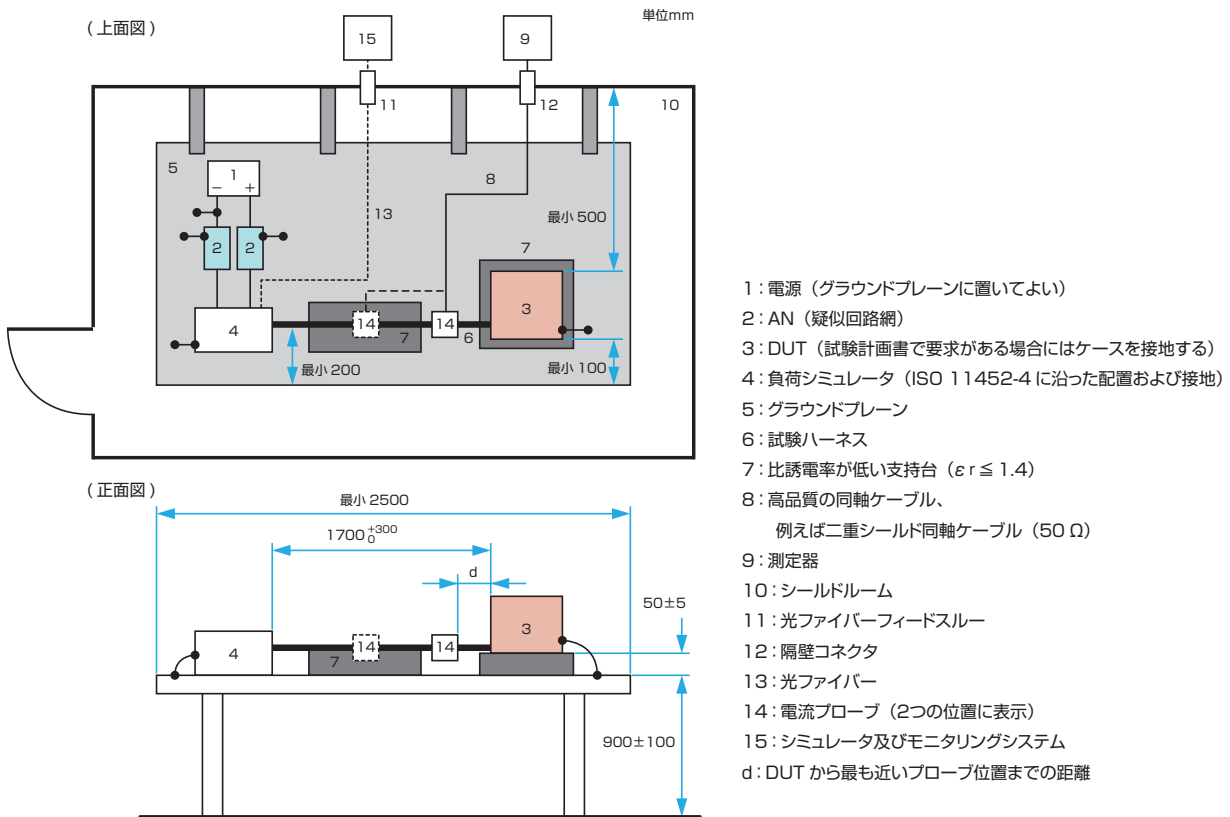 (上面図)
単位mm
15
9
11
12
10
5
1
− +
8
13
最小 500
2
2
7
3
4
14
14
7
6
最小 200
最小 100
(正面図)
最小 2500
1700 +300 0
d
50±5
3
14
14
4
7
900±100
1：電源（グラウンドプレーンに置いてよい）
2：AN（疑似回路網）
3：DUT（試験計画書で要求がある場合にはケースを接地する）
4：負荷シミュレータ（ISO 11452-4 に沿った配置および接地）
5：グラウンドプレーン
6：試験ハーネス
7：比誘電率が低い支持台（εr≦ 1.4）
8：高品質の同軸ケーブル、
例えば二重シールド同軸ケーブル（50 Ω）
9：測定器
10：シールドルーム
11：光ファイバーフィードスルー
12：隔壁コネクタ
13：光ファイバー
14：電流プローブ（2つの位置に表示）
15：シミュレータ及びモニタリングシステム
d：DUT から最も近いプローブ位置までの距離